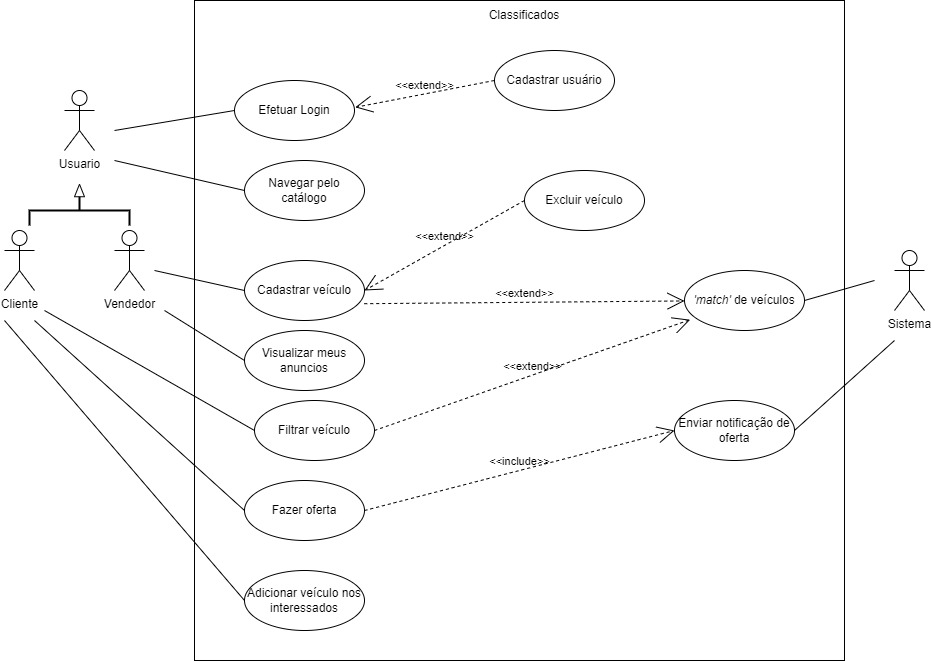 Classificados
Cadastrar usuário
<<extend>>
Efetuar Login
Usuario
Navegar pelo
catálogo
Excluir veículo
<<extend>>
Cadastrar veículo
<<extend>>
'match' de veículos
Cliente
Vendedor
Sistema
Visualizar meus
anuncios
<<extend>>
Filtrar veículo
Enviar notificação de
oferta
<<include>>
Fazer oferta
Adicionar veículo nos
interessados